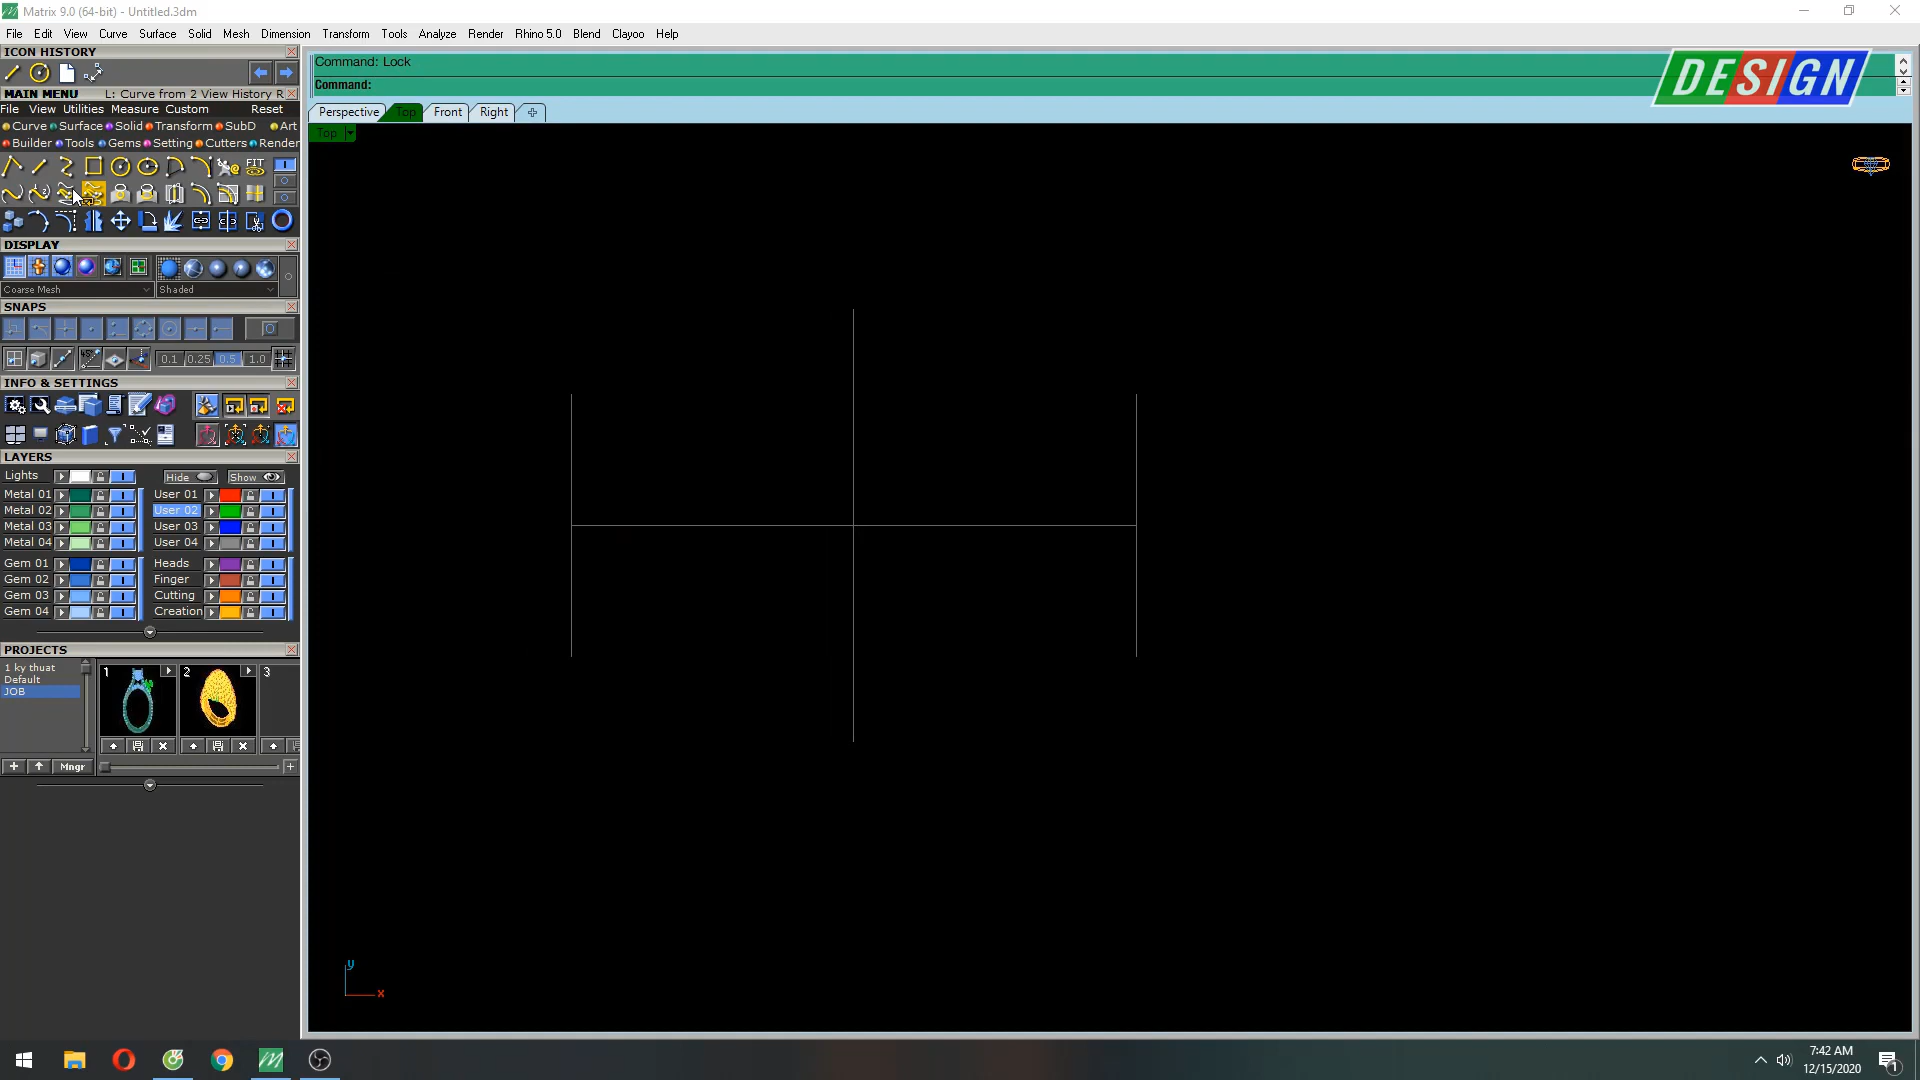 Matrix 9.0 (64-bit) - Untitled.3dm
File Edit View Curve Surface Solid Mesh Dimension Transform Tools Analyze Render Rhino 5.0 Blend Clayoo Help
ICON HISTORY
Command: Lock
Command:
DESIGN
MAIN MENU L: Curve from 2 View History R
File View Utilities Measure Custom Reset
Perspective Top Front Right
Curve Surface Solid Transform SubD Art
Top
Builder Tools Gems Setting Cutters Render
FIT
DISPLAY
Coarse Mesh Shaded
SNAPS
0.1 0.25 0.5 1.0
INFO & SETTINGS
LAYERS
Lights Hide Show
Metal 01 User 01
Metal 02 User 02
Metal 03 User 03
Metal 04 User 04
Gem 01 Heads
Gem 02 Finger
Gem 03 Cutting
Gem 04 Creation
PROJECTS
1 ky thuat
Default
JOB
1 2 3
Mngr
y
x
7:42 AM
12/15/2020
1